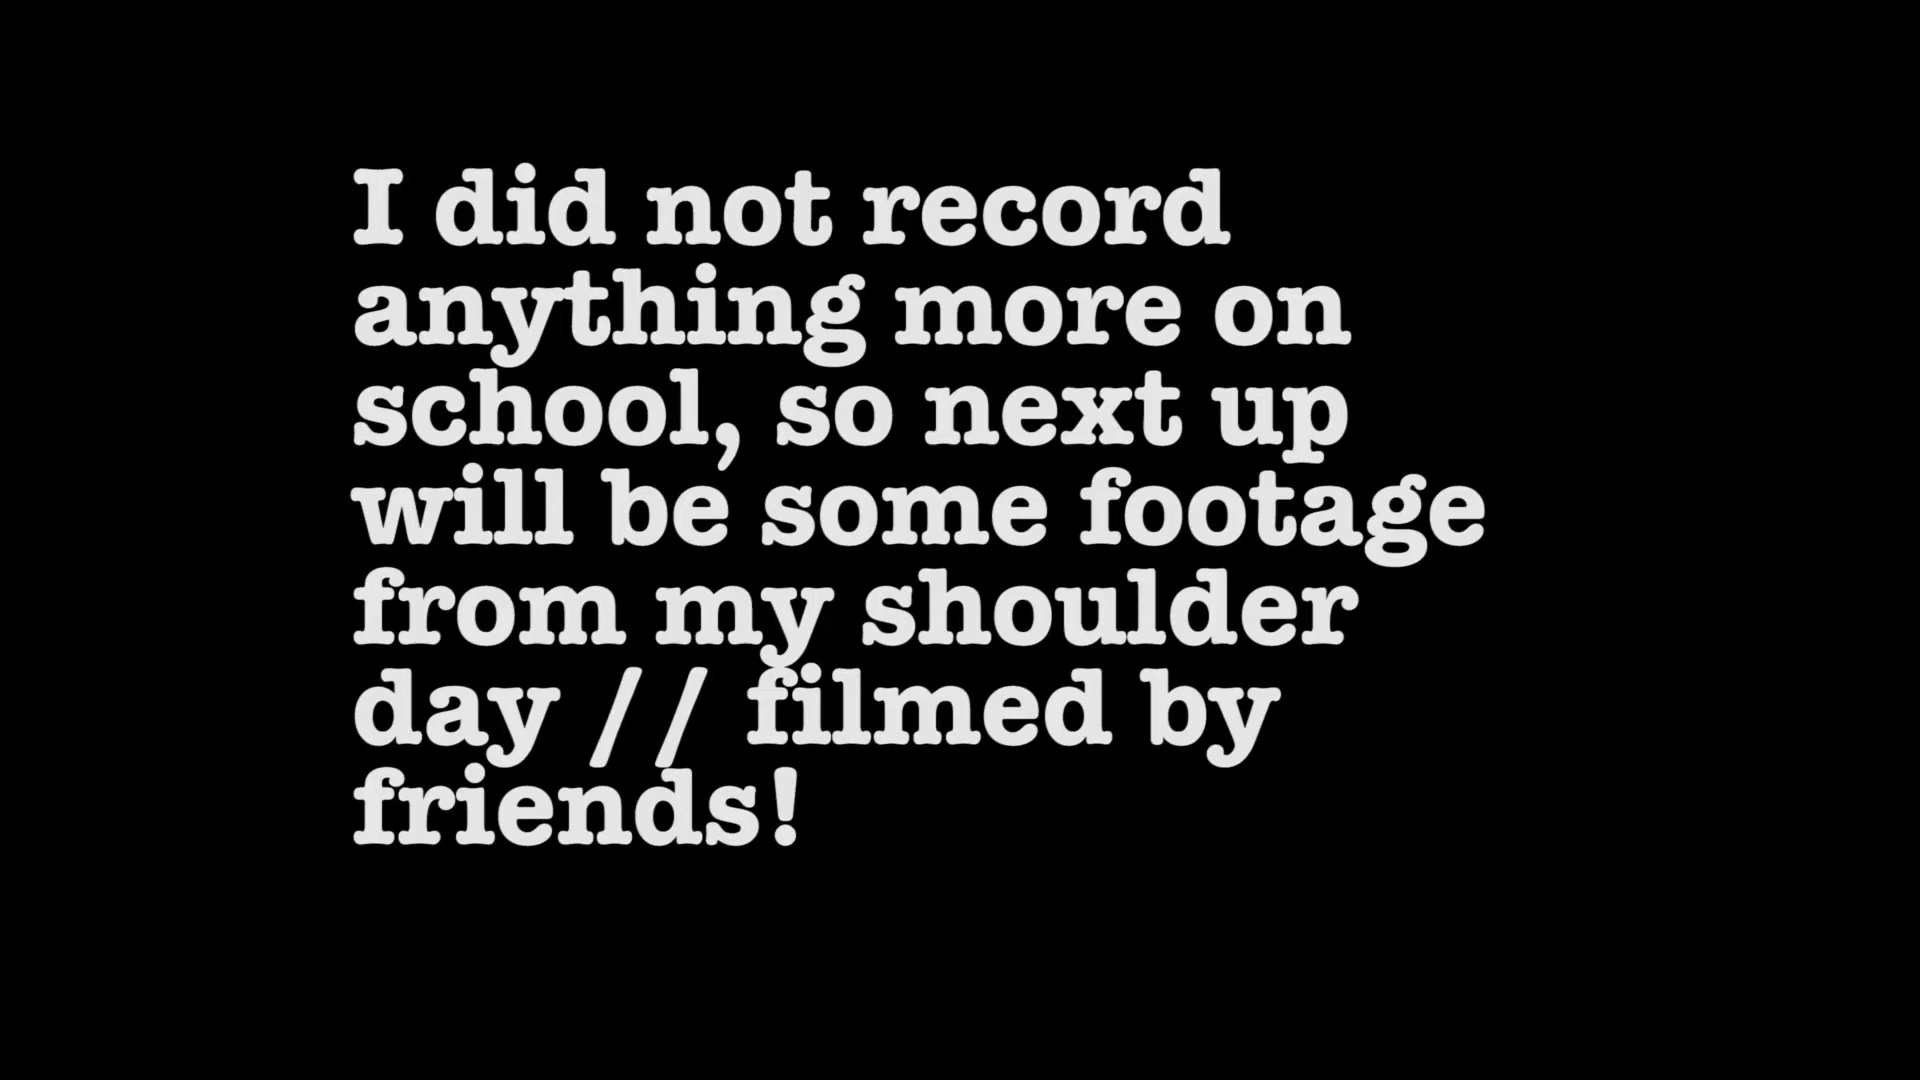 I did not record
anything more on
school, so next up
will be some footage
from my shoulder
day // filmed by
friends!